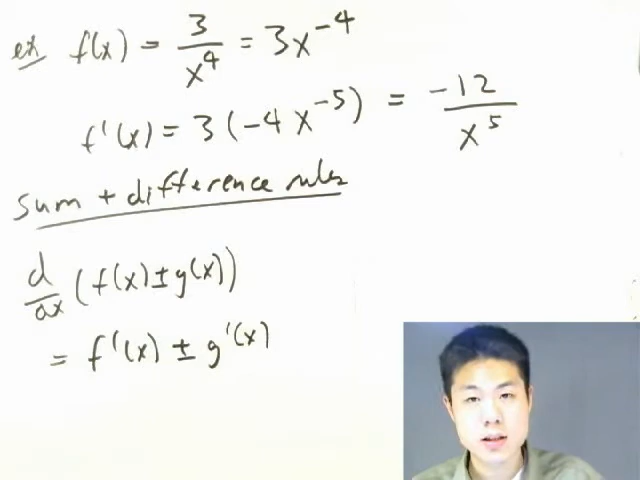 ex f(x) = 3/x⁴ = 3x⁻⁴
f'(x) = 3(-4x⁻⁵) = -12/x⁵
Sum + difference rules
d/dx (f(x) ± g(x))
= f'(x) ± g'(x)